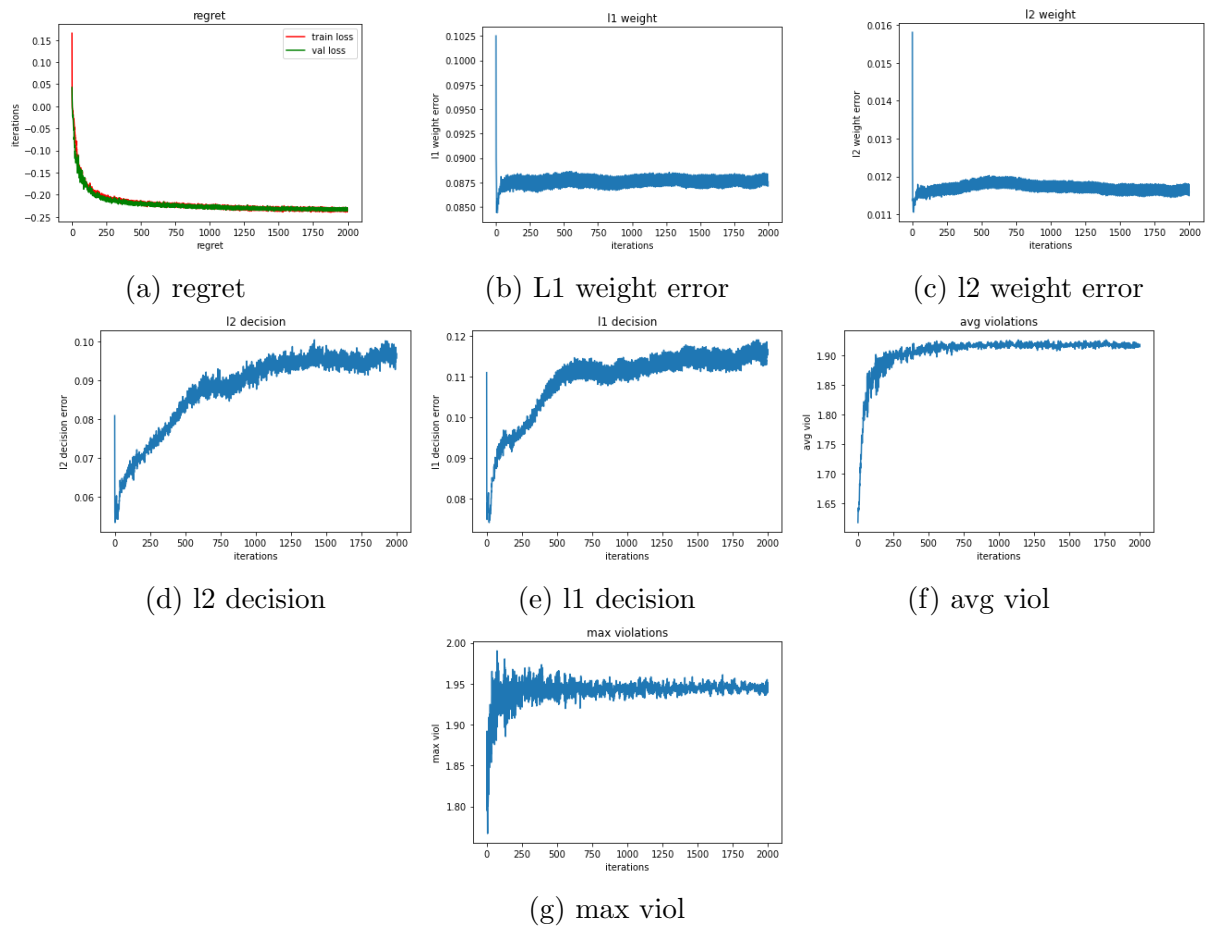 regret
0.15
0.10
0.05
0.00
−0.05
−0.10
−0.15
−0.20
−0.25
iterations
train loss
val loss
0 250 500 750 1000 1250 1500 1750 2000
regret
(a) regret
l1 weight
0.1025
0.1000
0.0975
0.0950
0.0925
0.0900
0.0875
0.0850
l1 weight error
0 250 500 750 1000 1250 1500 1750 2000
iterations
(b) L1 weight error
l2 weight
0.016
0.015
0.014
0.013
0.012
0.011
l2 weight error
0 250 500 750 1000 1250 1500 1750 2000
iterations
(c) l2 weight error
l2 decision
0.10
0.09
0.08
0.07
0.06
l2 decision error
0 250 500 750 1000 1250 1500 1750 2000
iterations
(d) l2 decision
l1 decision
0.12
0.11
0.10
0.09
0.08
l1 decision error
0 250 500 750 1000 1250 1500 1750 2000
iterations
(e) l1 decision
avg violations
1.90
1.85
1.80
1.75
1.70
1.65
avg viol
0 250 500 750 1000 1250 1500 1750 2000
iterations
(f) avg viol
max violations
2.00
1.95
1.90
1.85
1.80
max viol
0 250 500 750 1000 1250 1500 1750 2000
iterations
(g) max viol